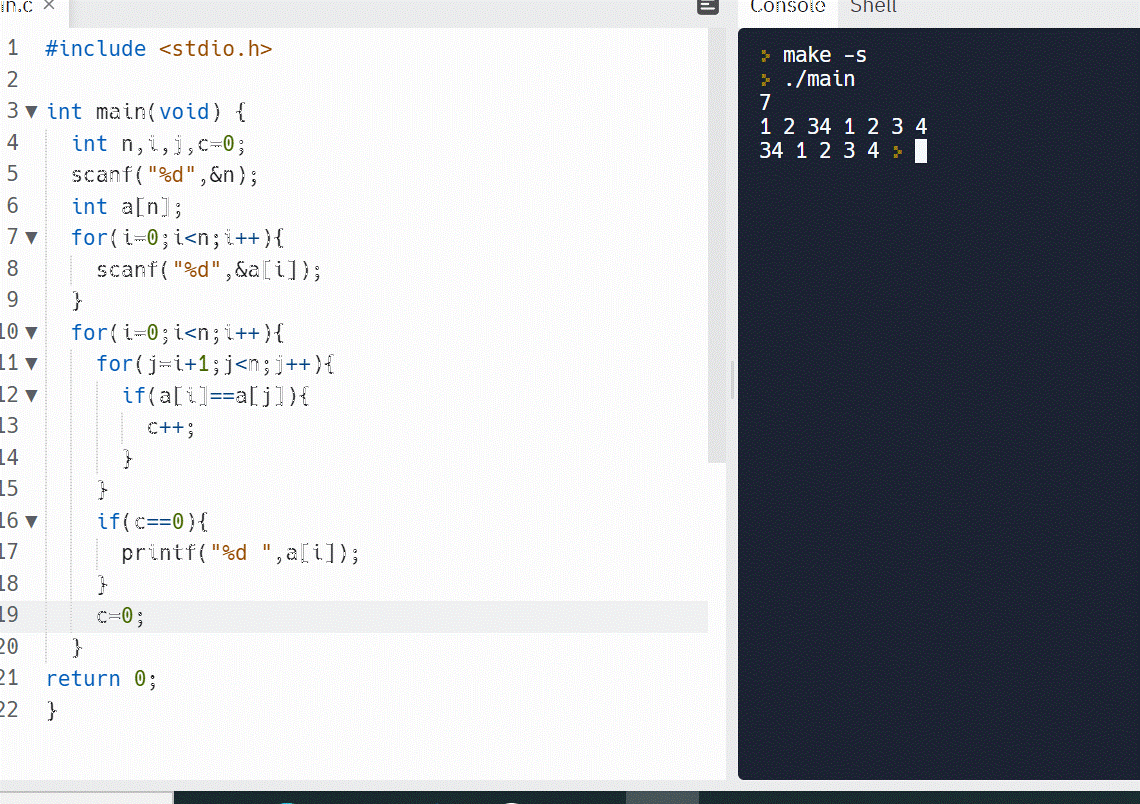 in.c ×
1 #include <stdio.h>
2
3 int main(void) {
4 int n,i,j,c=0;
5 scanf("%d",&n);
6 int a[n];
7 for(i=0;i<n;i++){
8 scanf("%d",&a[i]);
9 }
10 for(i=0;i<n;i++){
11 for(j=i+1;j<n;j++){
12 if(a[i]==a[j]){
13 c++;
14 }
15 }
16 if(c==0){
17 printf("%d ",a[i]);
18 }
19 c=0;
20 }
21 return 0;
22 }
Console Shell
make -s
./main
7
1 2 34 1 2 3 4
34 1 2 3 4